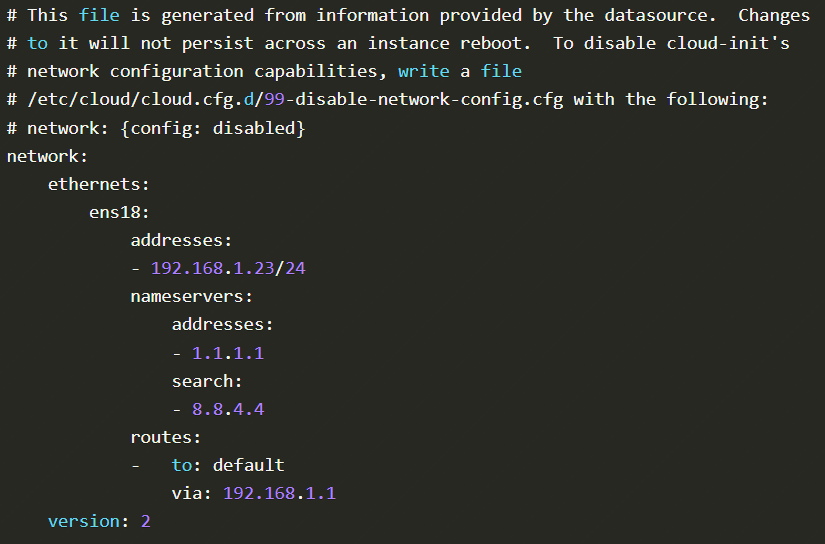 # This file is generated from information provided by the datasource.  Changes
# to it will not persist across an instance reboot.  To disable cloud-init's
# network configuration capabilities, write a file
# /etc/cloud/cloud.cfg.d/99-disable-network-config.cfg with the following:
# network: {config: disabled}
network:
    ethernets:
        ens18:
            addresses:
            - 192.168.1.23/24
            nameservers:
                addresses:
                - 1.1.1.1
                search:
                - 8.8.4.4
            routes:
            -   to: default
                via: 192.168.1.1
    version: 2